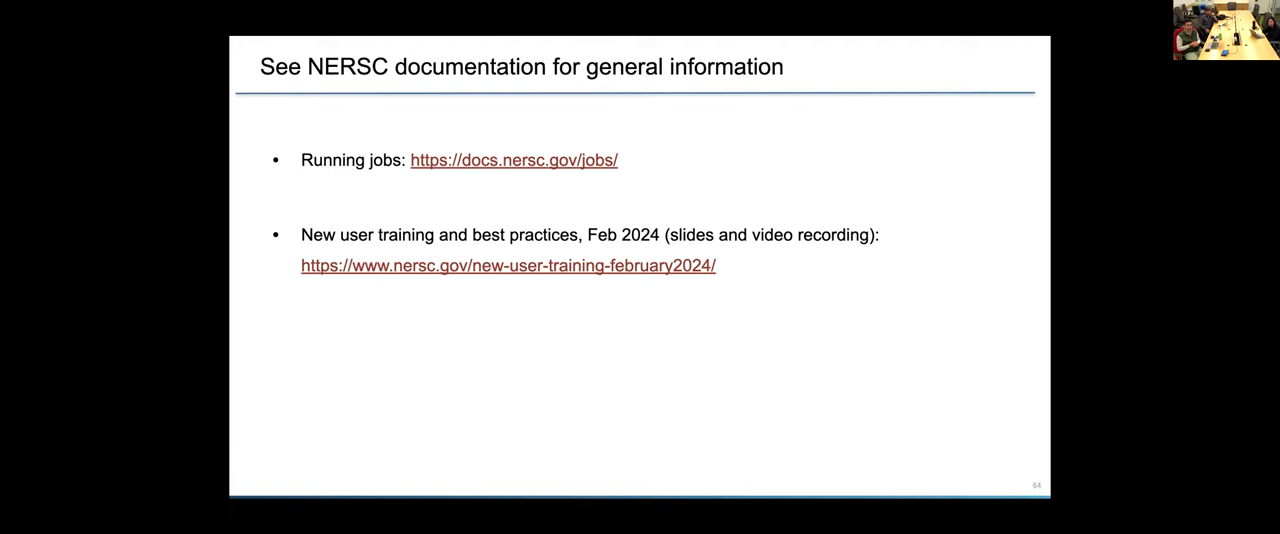 See NERSC documentation for general information
• Running jobs: https://docs.nersc.gov/jobs/
• New user training and best practices, Feb 2024 (slides and video recording):
https://www.nersc.gov/new-user-training-february2024/
64